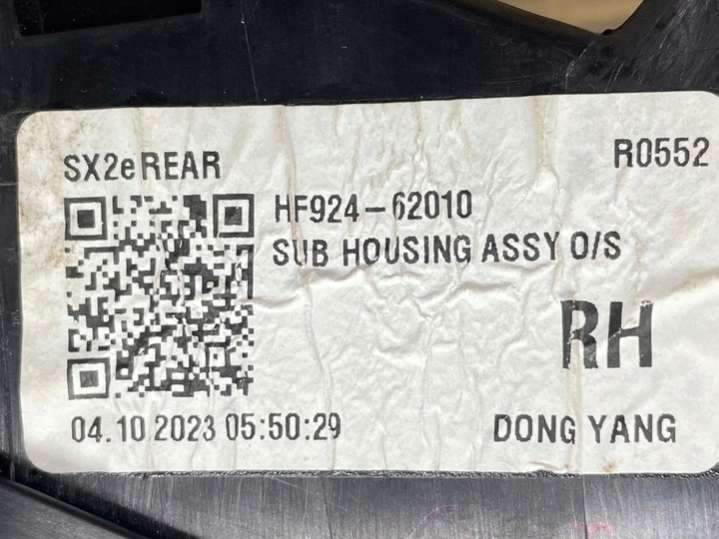 SX2e REAR
R0552
HF924-62010
SUB HOUSING ASSY O/S
RH
04.10 2023 05:50:29
DONG YANG